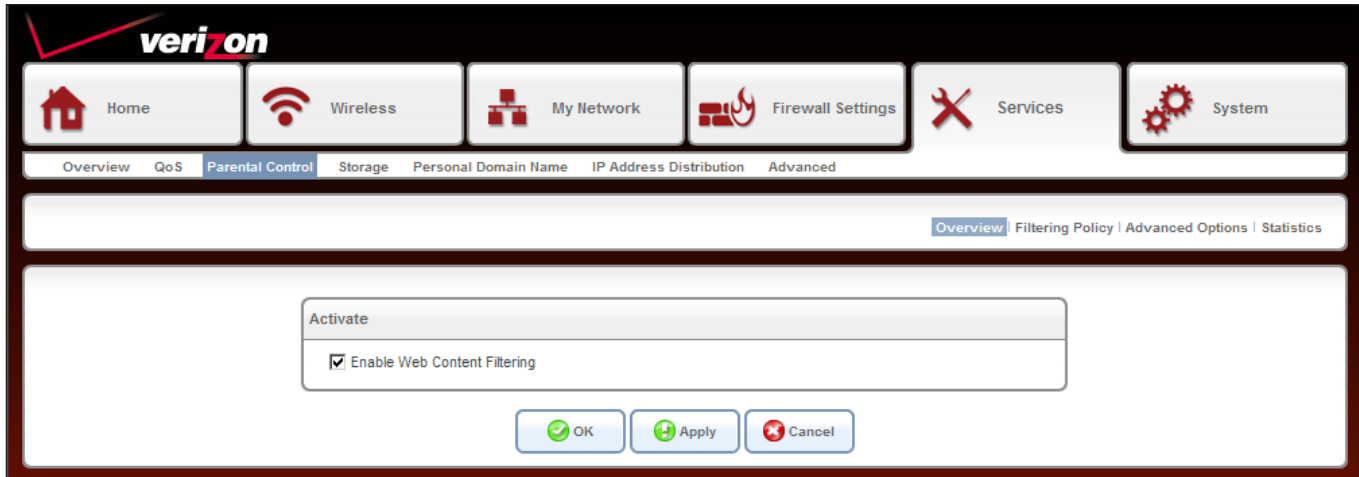 verizon
Home Wireless My Network Firewall Settings Services System
Overview QoS Parental Control Storage Personal Domain Name IP Address Distribution Advanced
Overview | Filtering Policy | Advanced Options | Statistics
Activate
Enable Web Content Filtering
OK Apply Cancel